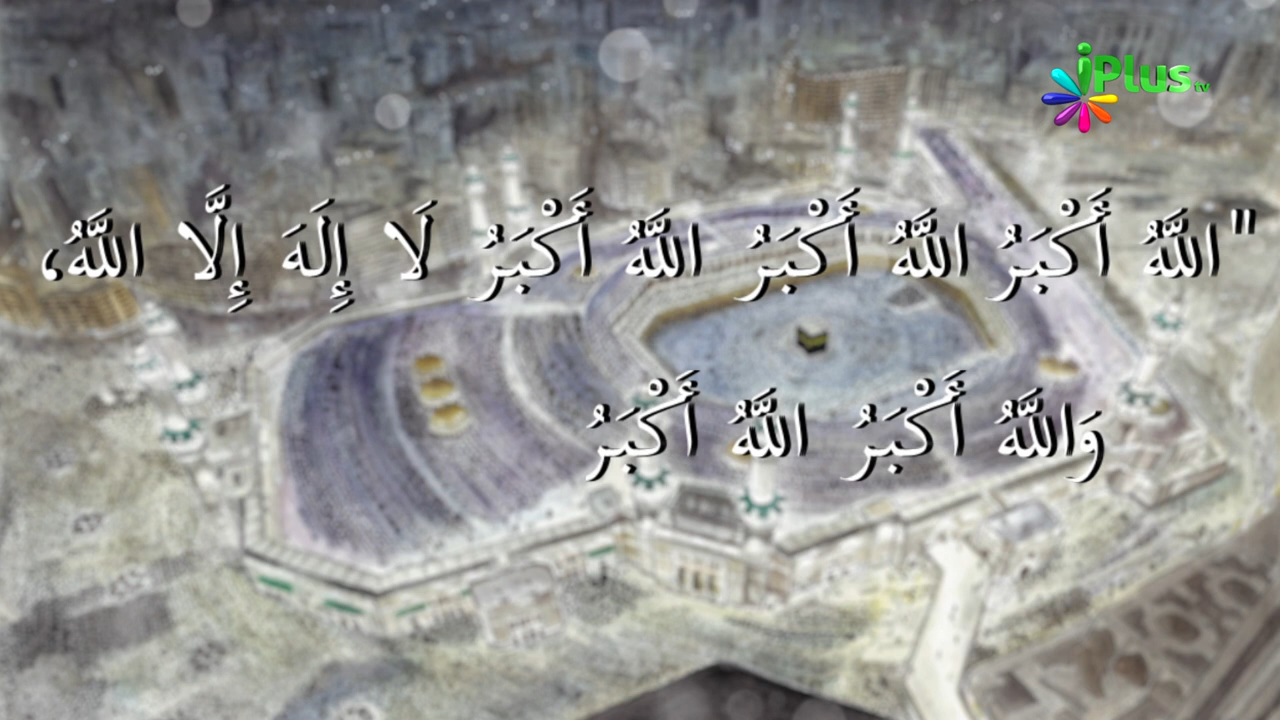 iPlus tv
"اللَّهُ أَكْبَرُ اللَّهُ أَكْبَرُ اللَّهُ أَكْبَرُ لَا إِلَهَ إِلَّا اللَّهُ،
وَاللَّهُ أَكْبَرُ اللَّهُ أَكْبَرُ